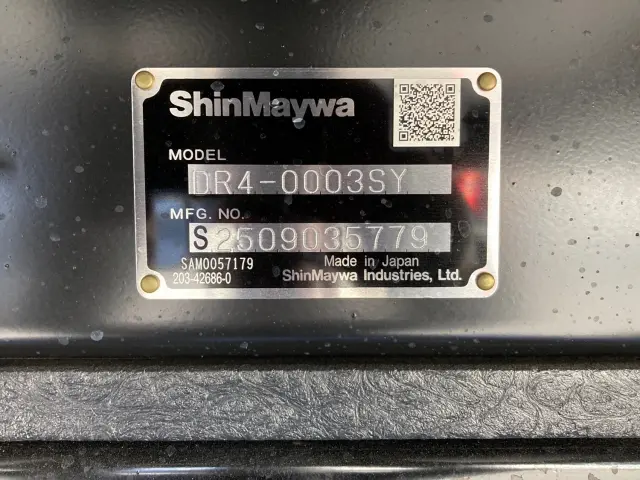 ShinMaywa
MODEL
DR4-0003SY
MFG. NO.
S2509035779
SAM0057179
Made in Japan
203-42686-0
ShinMaywa Industries, Ltd.